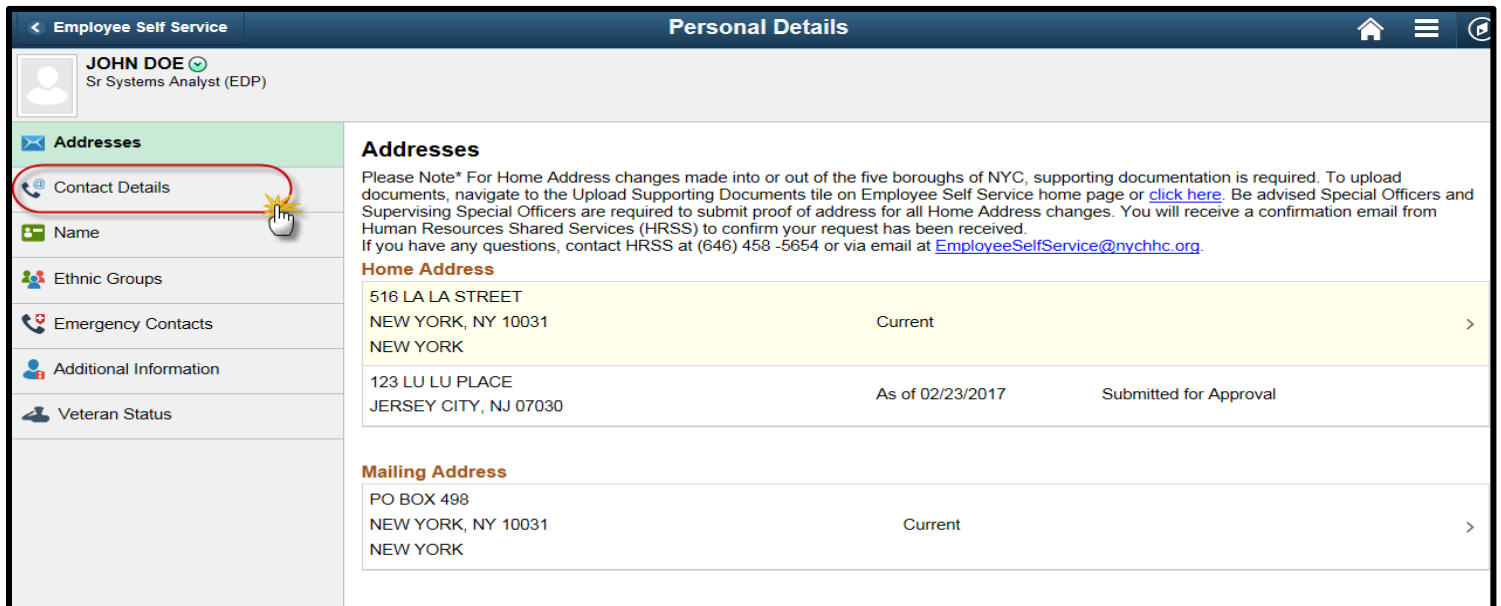 Employee Self Service
Personal Details
JOHN DOE
Sr Systems Analyst (EDP)
Addresses
Contact Details
Name
Ethnic Groups
Emergency Contacts
Additional Information
Veteran Status
Addresses
Please Note* For Home Address changes made into or out of the five boroughs of NYC, supporting documentation is required. To upload
documents, navigate to the Upload Supporting Documents tile on Employee Self Service home page or click here. Be advised Special Officers and
Supervising Special Officers are required to submit proof of address for all Home Address changes. You will receive a confirmation email from
Human Resources Shared Services (HRSS) to confirm your request has been received.
If you have any questions, contact HRSS at (646) 458 -5654 or via email at EmployeeSelfService@nychhc.org.
Home Address
516 LA LA STREET
NEW YORK, NY 10031 Current
NEW YORK
123 LU LU PLACE
JERSEY CITY, NJ 07030
As of 02/23/2017 Submitted for Approval
Mailing Address
PO BOX 498
NEW YORK, NY 10031 Current
NEW YORK